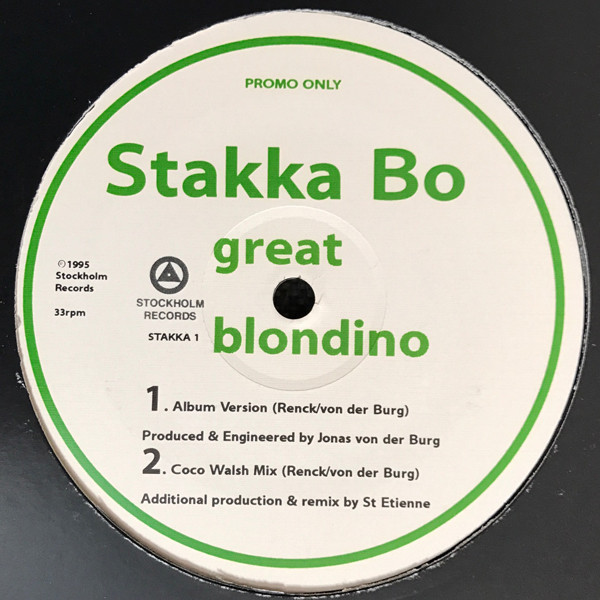 PROMO ONLY
Stakka Bo
great
℗1995
Stockholm
Records
33rpm
STOCKHOLM
RECORDS
STAKKA 1
blondino
1. Album Version (Renck/von der Burg)
Produced & Engineered by Jonas von der Burg
2. Coco Walsh Mix (Renck/von der Burg)
Additional production & remix by St Etienne